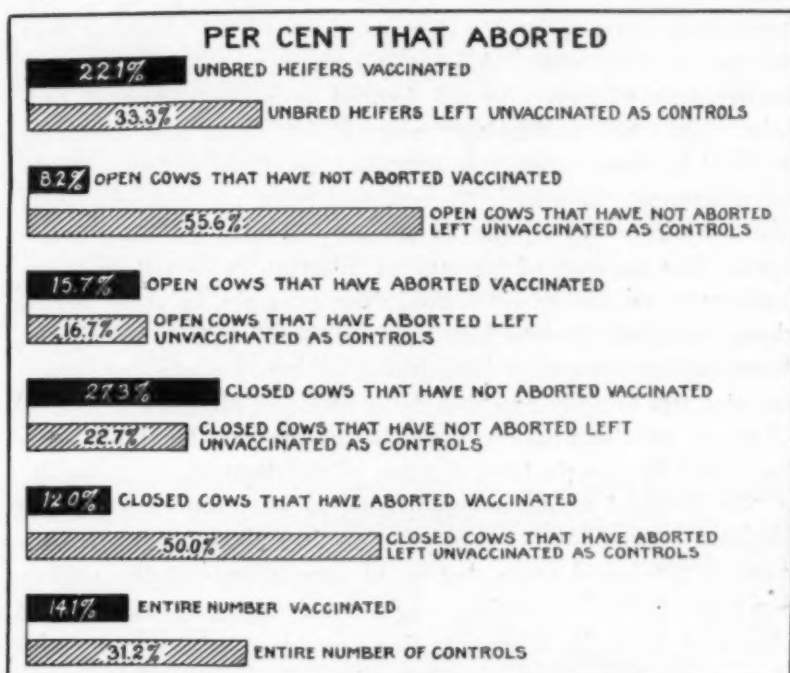 PER CENT THAT ABORTED
22.1% UNBRED HEIFERS VACCINATED
33.3% UNBRED HEIFERS LEFT UNVACCINATED AS CONTROLS
8.2% OPEN COWS THAT HAVE NOT ABORTED VACCINATED
55.6% OPEN COWS THAT HAVE NOT ABORTED
LEFT UNVACCINATED AS CONTROLS
15.7% OPEN COWS THAT HAVE ABORTED VACCINATED
16.7% OPEN COWS THAT HAVE ABORTED LEFT
UNVACCINATED AS CONTROLS
27.3% CLOSED COWS THAT HAVE NOT ABORTED VACCINATED
22.7% CLOSED COWS THAT HAVE NOT ABORTED LEFT
UNVACCINATED AS CONTROLS
12.0% CLOSED COWS THAT HAVE ABORTED VACCINATED
50.0% CLOSED COWS THAT HAVE ABORTED
LEFT UNVACCINATED AS CONTROLS
14.1% ENTIRE NUMBER VACCINATED
31.2% ENTIRE NUMBER OF CONTROLS